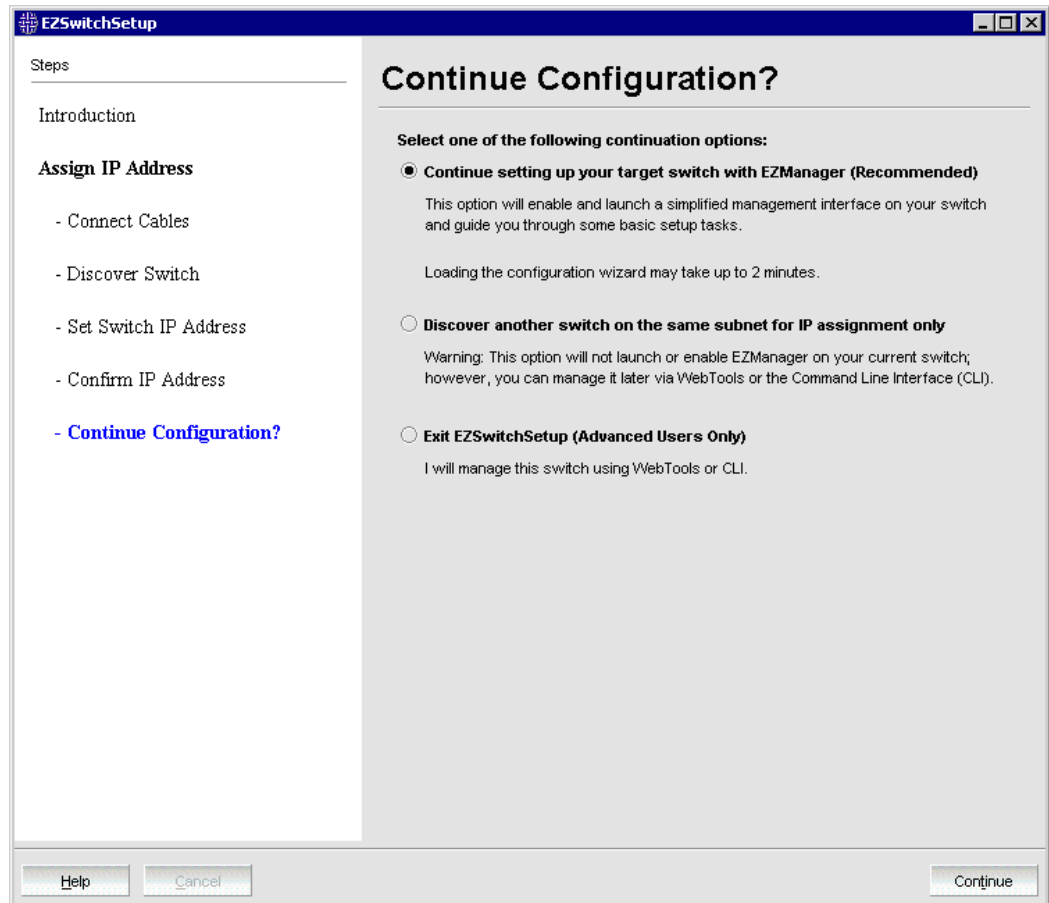 EZSwitchSetup
Steps
Introduction
Assign IP Address
- Connect Cables
- Discover Switch
- Set Switch IP Address
- Confirm IP Address
- Continue Configuration?
Continue Configuration?
Select one of the following continuation options:
Continue setting up your target switch with EZManager (Recommended)
This option will enable and launch a simplified management interface on your switch
and guide you through some basic setup tasks.
Loading the configuration wizard may take up to 2 minutes.
Discover another switch on the same subnet for IP assignment only
Warning: This option will not launch or enable EZManager on your current switch;
however, you can manage it later via WebTools or the Command Line Interface (CLI).
Exit EZSwitchSetup (Advanced Users Only)
I will manage this switch using WebTools or CLI.
Help
Cancel
Continue